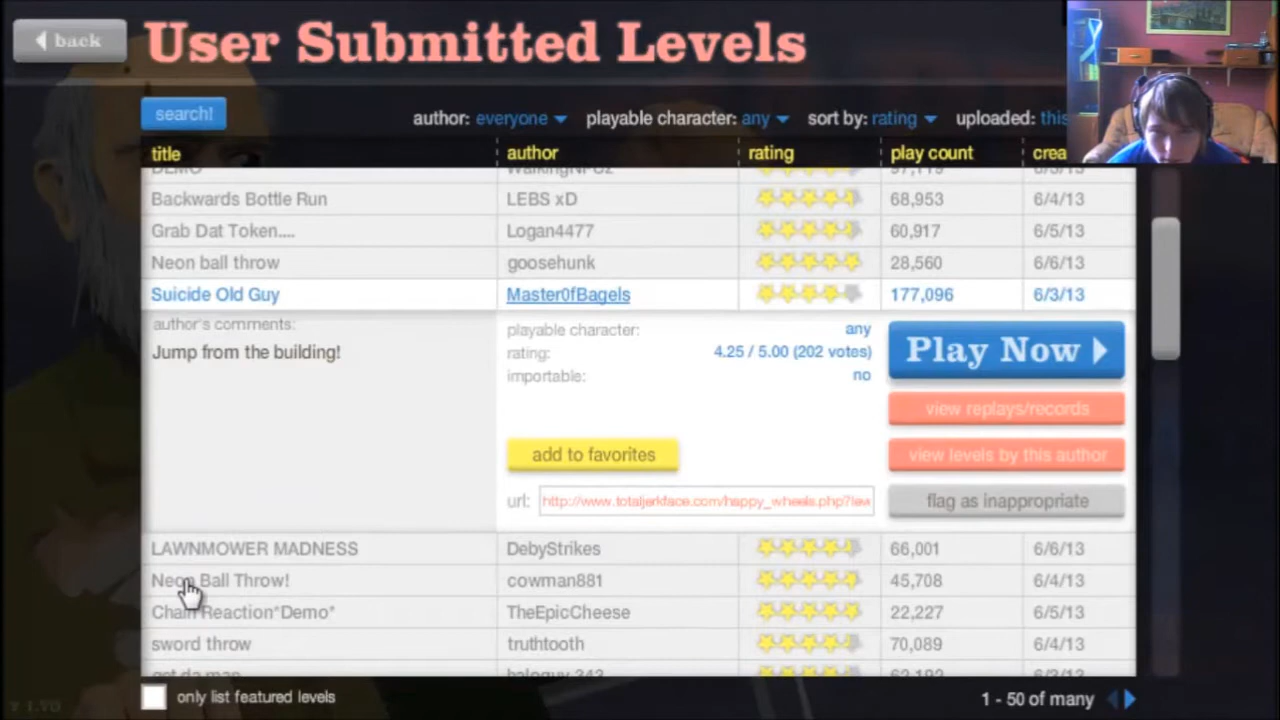 back
User Submitted Levels
search!
author: everyone playable character: any sort by: rating uploaded: this
title author rating play count crea
DEMO
Backwards Bottle Run LEBS xD 68,953 6/4/13
Grab Dat Token.... Logan4477 60,917 6/5/13
Neon ball throw goosehunk 28,560 6/6/13
Suicide Old Guy Master0fBagels 177,096 6/3/13
author's comments:
Jump from the building!
playable character: any
rating: 4.25 / 5.00 (202 votes)
importable: no
Play Now
view replays/records
add to favorites
view levels by this author
url: http://www.totaljerkface.com/happy_wheels.php?lev
flag as inappropriate
LAWNMOWER MADNESS DebyStrikes 66,001 6/6/13
Neon Ball Throw! cowman881 45,708 6/4/13
Chain Reaction*Demo* TheEpicCheese 22,227 6/5/13
sword throw truthtooth 70,089 6/4/13
only list featured levels
1 - 50 of many